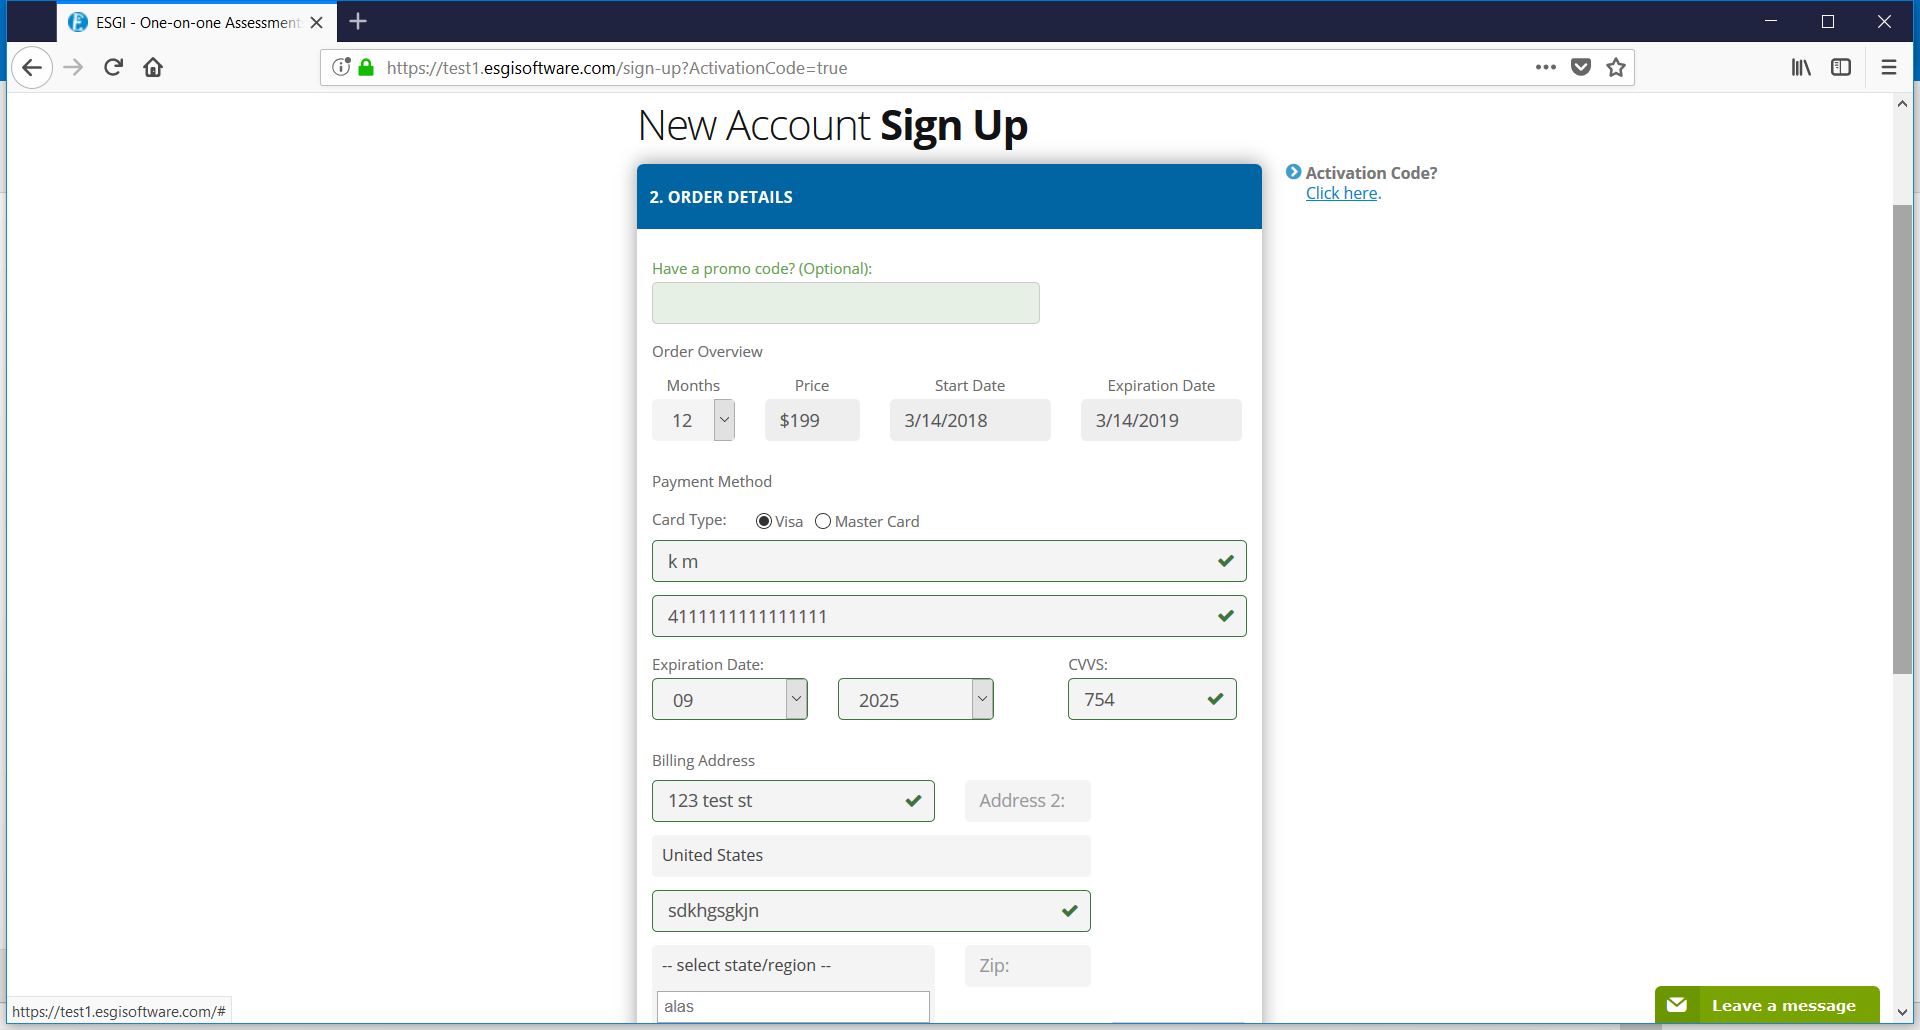 ESGI - One-on-one Assessment
https://test1.esgisoftware.com/sign-up?ActivationCode=true
New Account Sign Up
2. ORDER DETAILS
Activation Code?
Click here.
Have a promo code? (Optional):
Order Overview
Months Price Start Date Expiration Date
12 $199 3/14/2018 3/14/2019
Payment Method
Card Type: Visa Master Card
k m
4111111111111111
Expiration Date: CVVS:
09 2025 754
Billing Address
123 test st Address 2:
United States
sdkhgsgkjn
-- select state/region -- Zip:
alas
https://test1.esgisoftware.com/#
Leave a message